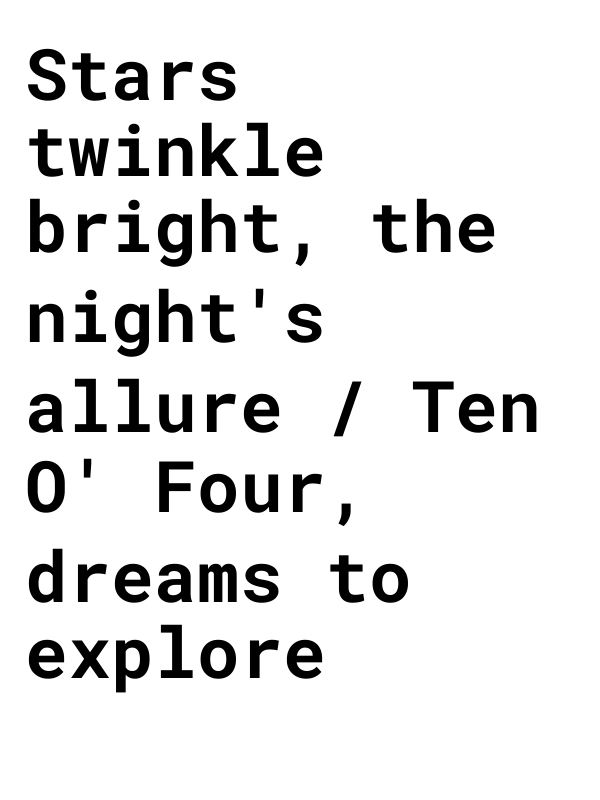 Stars
twinkle
bright, the
night's
allure / Ten
O' Four,
dreams to
explore